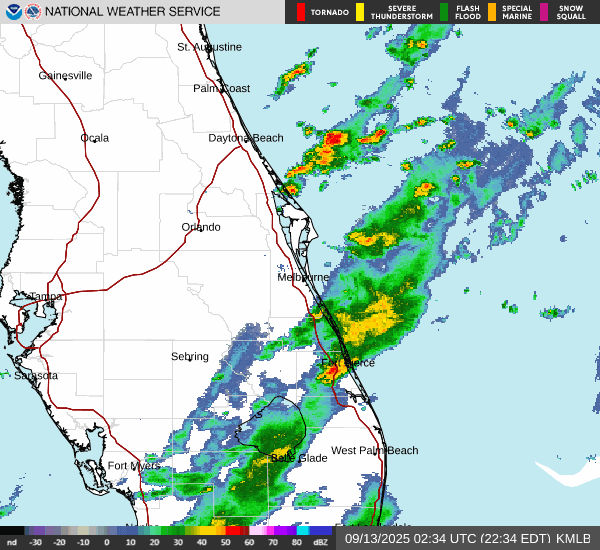 NATIONAL WEATHER SERVICE
TORNADO
SEVERE THUNDERSTORM
FLASH FLOOD
SPECIAL MARINE
SNOW SQUALL
St. Augustine
Gainesville
Palm Coast
Ocala
Daytona Beach
Orlando
Melbourne
Tampa
Sebring
Fort Pierce
Sarasota
West Palm Beach
Belle Glade
Fort Myers
nd -30 -20 -10 0 10 20 30 40 50 60 70 80 dBZ
09/13/2025 02:34 UTC (22:34 EDT) KMLB